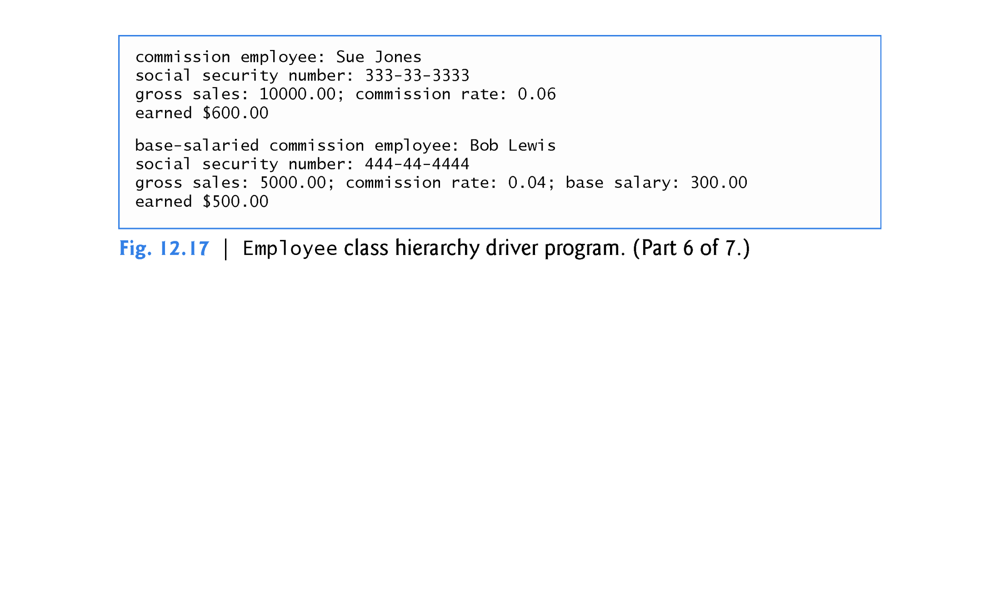 commission employee: Sue Jones
social security number: 333-33-3333
gross sales: 10000.00; commission rate: 0.06
earned $600.00
base-salaried commission employee: Bob Lewis
social security number: 444-44-4444
gross sales: 5000.00; commission rate: 0.04; base salary: 300.00
earned $500.00
Fig. 12.17 | Employee class hierarchy driver program. (Part 6 of 7.)